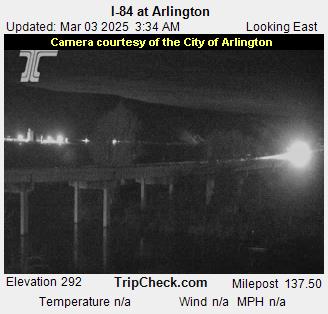 I-84 at Arlington
Updated: Mar 03 2025 3:34 AM Looking East
Camera courtesy of the City of Arlington
Elevation 292 TripCheck.com Milepost 137.50
Temperature n/a Wind n/a MPH n/a